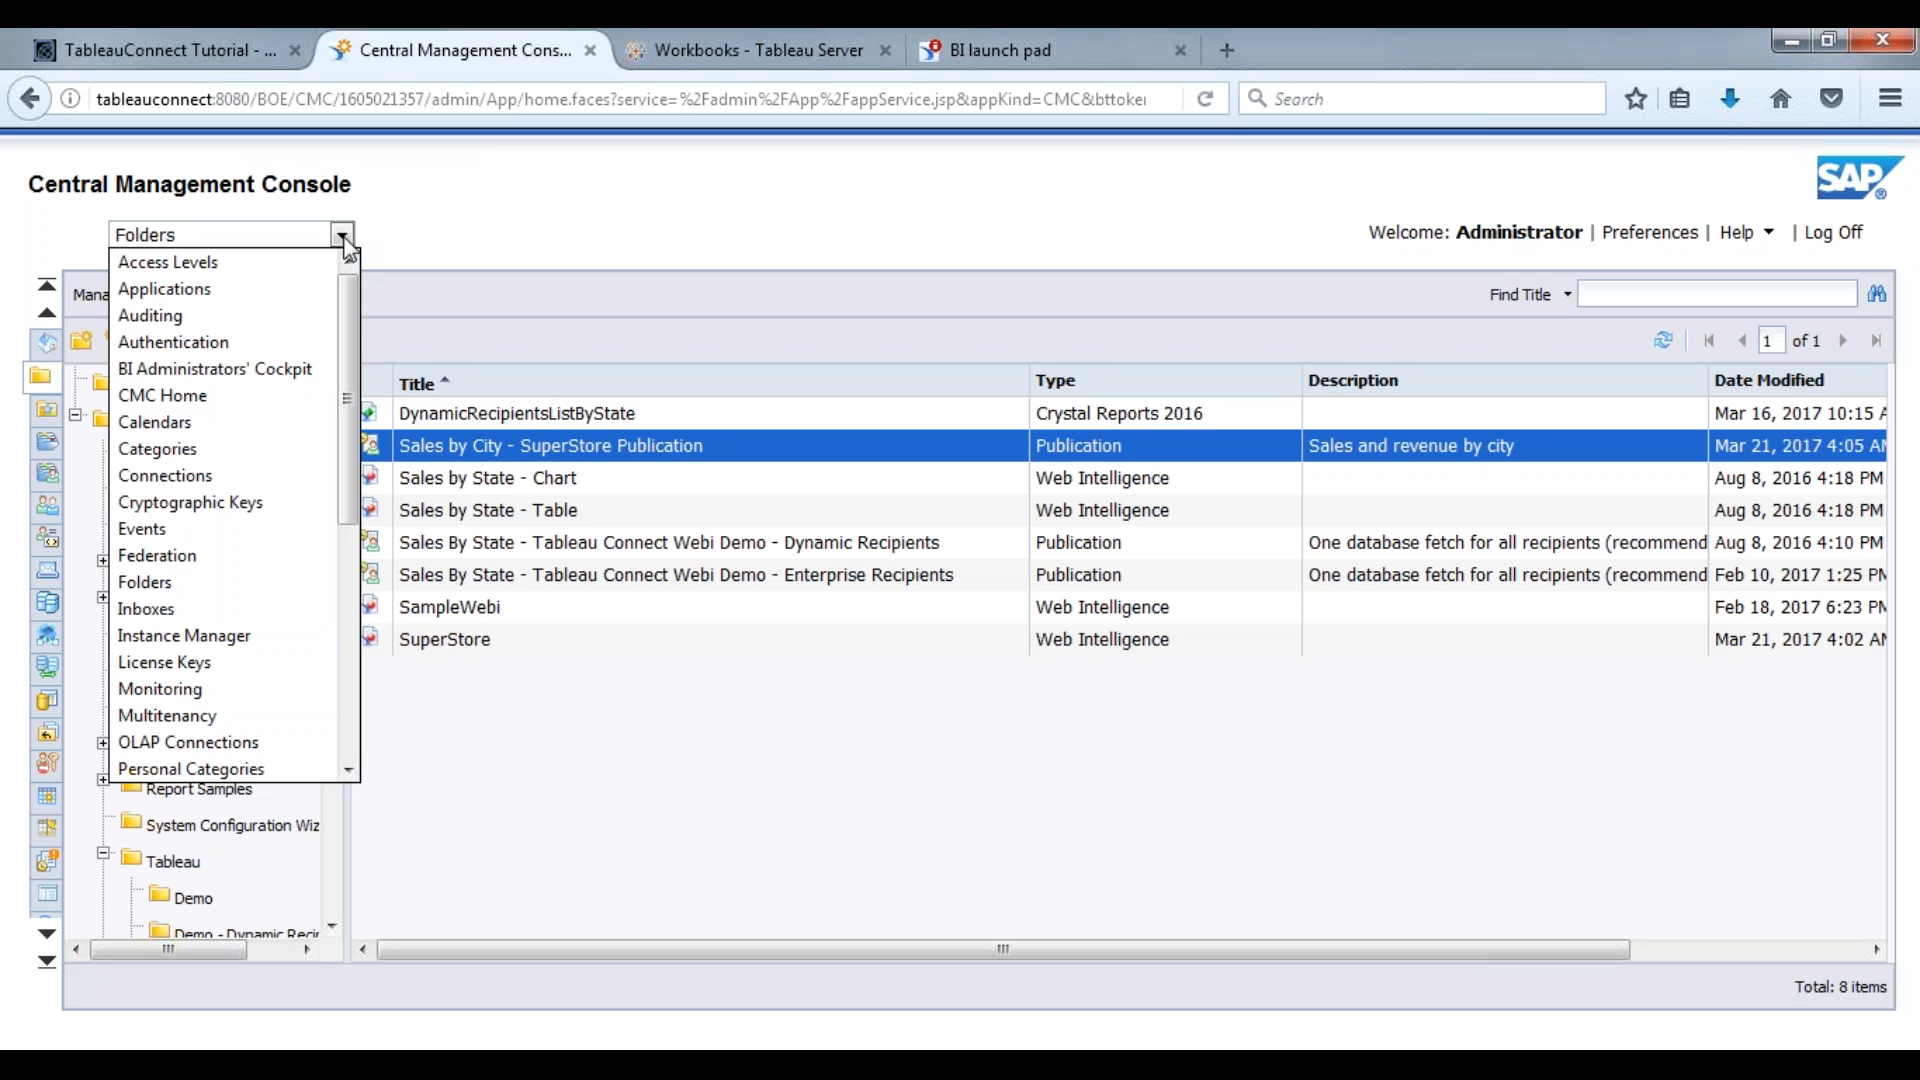 TableauConnect Tutorial - ...
Central Management Cons...
Workbooks - Tableau Server
BI launch pad
tableauconnect:8080/BOE/CMC/1605021357/admin/App/home.faces?service=%2Fadmin%2FApp%2FappService.jsp&appKind=CMC&bttoken
Search
Central Management Console
SAP
Folders
Welcome: Administrator | Preferences | Help | Log Off
Access Levels
Applications
Auditing
Authentication
BI Administrators' Cockpit
CMC Home
Calendars
Categories
Connections
Cryptographic Keys
Events
Federation
Folders
Inboxes
Instance Manager
License Keys
Monitoring
Multitenancy
OLAP Connections
Personal Categories
Mana
Find Title
1 of 1
Title Type Description Date Modified
DynamicRecipientsListByState Crystal Reports 2016 Mar 16, 2017 10:15 A
Sales by City - SuperStore Publication Publication Sales and revenue by city Mar 21, 2017 4:05 AM
Sales by State - Chart Web Intelligence Aug 8, 2016 4:18 PM
Sales by State - Table Web Intelligence Aug 8, 2016 4:18 PM
Sales By State - Tableau Connect Webi Demo - Dynamic Recipients Publication One database fetch for all recipients (recommend Aug 8, 2016 4:10 PM
Sales By State - Tableau Connect Webi Demo - Enterprise Recipients Publication One database fetch for all recipients (recommend Feb 10, 2017 1:25 PM
SampleWebi Web Intelligence Feb 18, 2017 6:23 PM
SuperStore Web Intelligence Mar 21, 2017 4:02 AM
Report Samples
System Configuration Wiz
Tableau
Demo
Demo - Dynamic Recip
Total: 8 items